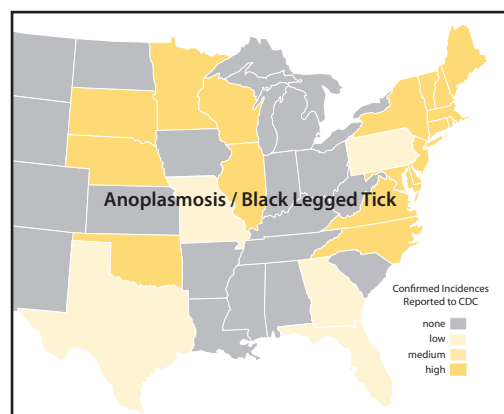 Anoplasmosis / Black Legged Tick
Confirmed Incidences
Reported to CDC
none
low
medium
high